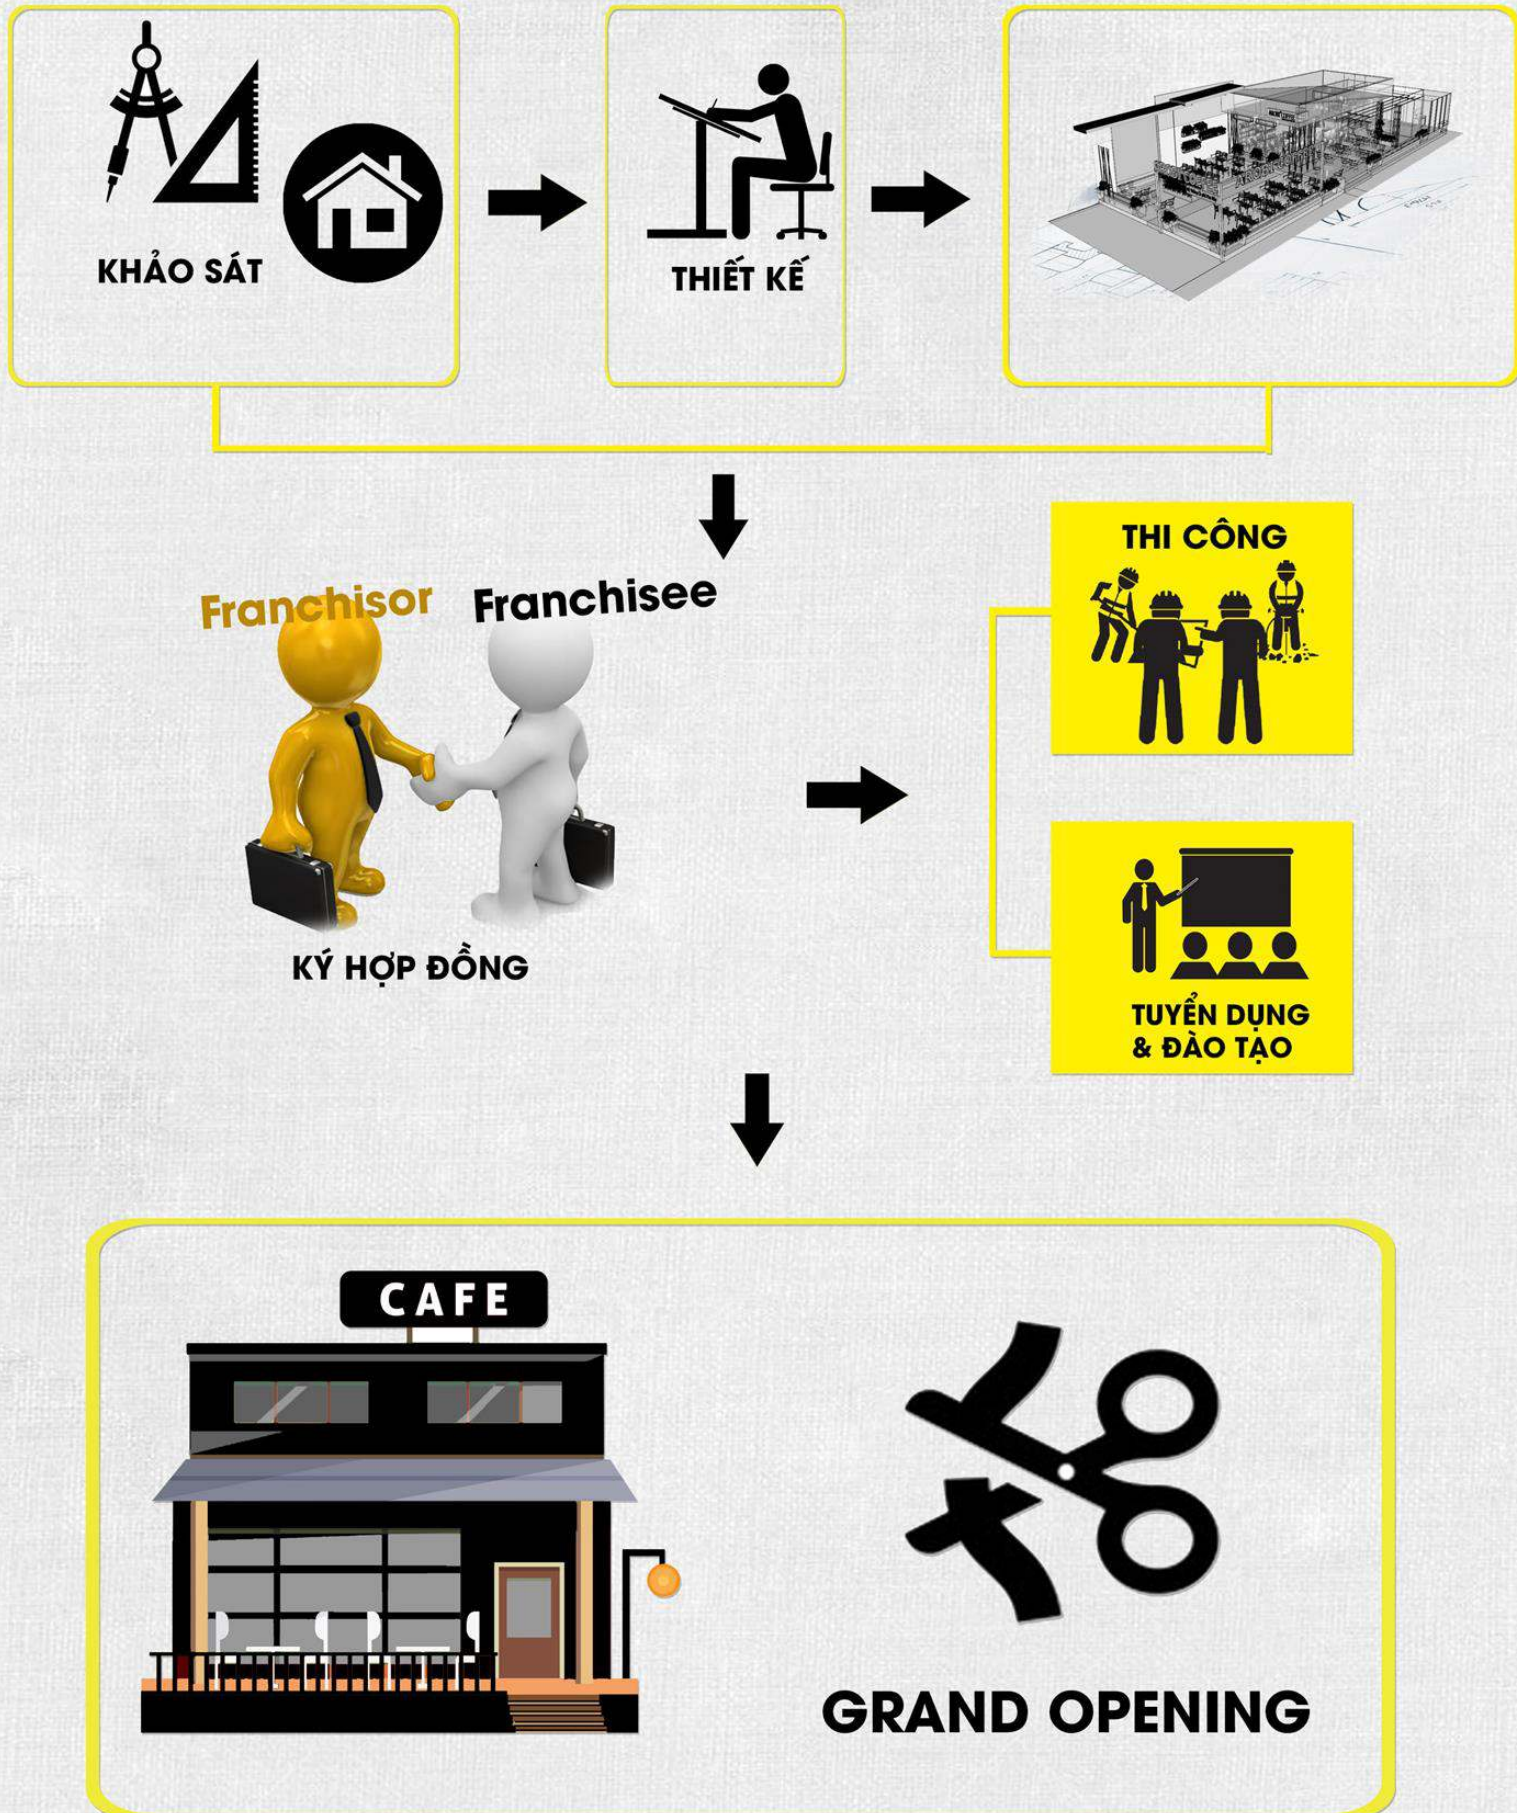 KHẢO SÁT
THIẾT KẾ
Franchisor
Franchisee
THI CÔNG
KÝ HỢP ĐỒNG
TUYỂN DỤNG
& ĐÀO TẠO
CAFE
GRAND OPENING